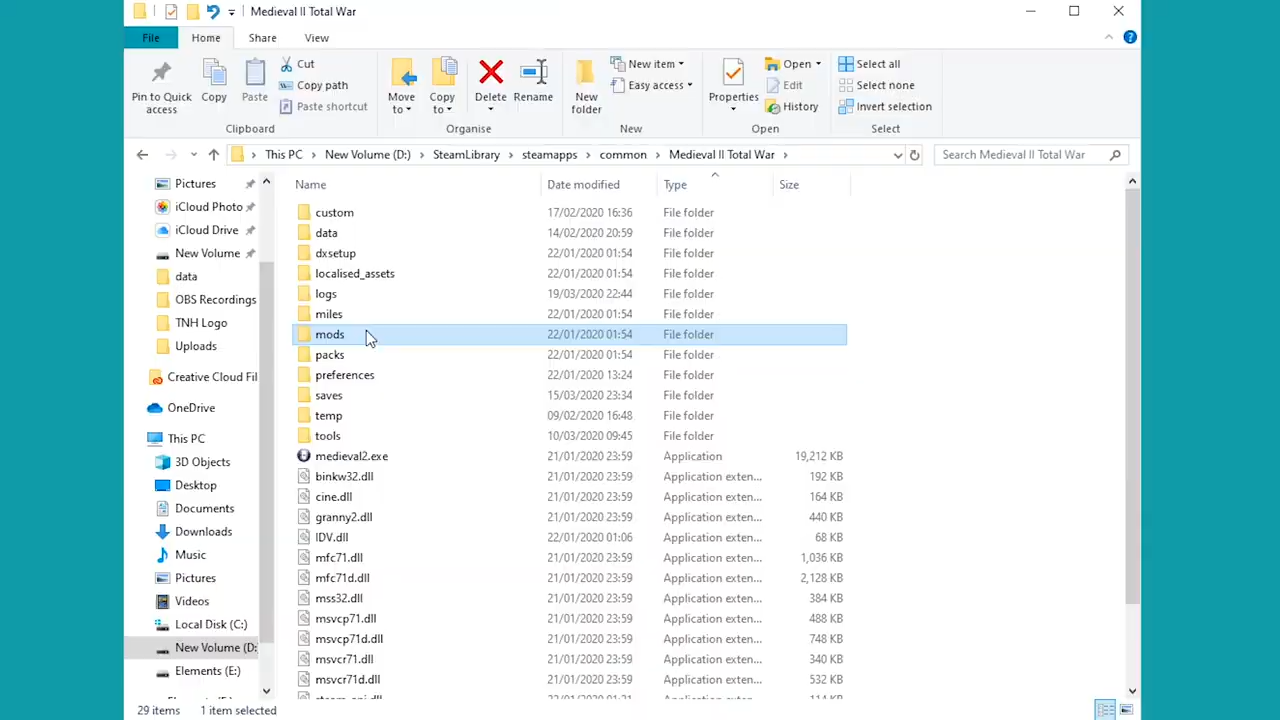 Medieval II Total War
File Home Share View
Pin to Quick access
Copy
Paste
Cut
Copy path
Paste shortcut
Clipboard
Move to
Copy to
Delete
Rename
Organise
New folder
New item
Easy access
New
Properties
Open
Edit
History
Open
Select all
Select none
Invert selection
Select
This PC > New Volume (D:) > SteamLibrary > steamapps > common > Medieval II Total War >
Search Medieval II Total War
Pictures
iCloud Photo
iCloud Drive
New Volume
data
OBS Recordings
TNH Logo
Uploads
Creative Cloud Fil
OneDrive
This PC
3D Objects
Desktop
Documents
Downloads
Music
Pictures
Videos
Local Disk (C:)
New Volume (D:
Elements (E:)
Name Date modified Type Size
custom 17/02/2020 16:36 File folder
data 14/02/2020 20:59 File folder
dxsetup 22/01/2020 01:54 File folder
localised_assets 22/01/2020 01:54 File folder
logs 19/03/2020 22:44 File folder
miles 22/01/2020 01:54 File folder
mods 22/01/2020 01:54 File folder
packs 22/01/2020 01:54 File folder
preferences 22/01/2020 13:24 File folder
saves 15/03/2020 23:34 File folder
temp 09/02/2020 16:48 File folder
tools 10/03/2020 09:45 File folder
medieval2.exe 21/01/2020 23:59 Application 19,212 KB
binkw32.dll 21/01/2020 23:59 Application exten... 192 KB
cine.dll 21/01/2020 23:59 Application exten... 164 KB
granny2.dll 21/01/2020 23:59 Application exten... 440 KB
IDV.dll 22/01/2020 01:06 Application exten... 68 KB
mfc71.dll 21/01/2020 23:59 Application exten... 1,036 KB
mfc71d.dll 21/01/2020 23:59 Application exten... 2,128 KB
mss32.dll 21/01/2020 23:59 Application exten... 384 KB
msvcp71.dll 21/01/2020 23:59 Application exten... 488 KB
msvcp71d.dll 21/01/2020 23:59 Application exten... 748 KB
msvcr71.dll 21/01/2020 23:59 Application exten... 340 KB
msvcr71d.dll 21/01/2020 23:59 Application exten... 532 KB
29 items 1 item selected